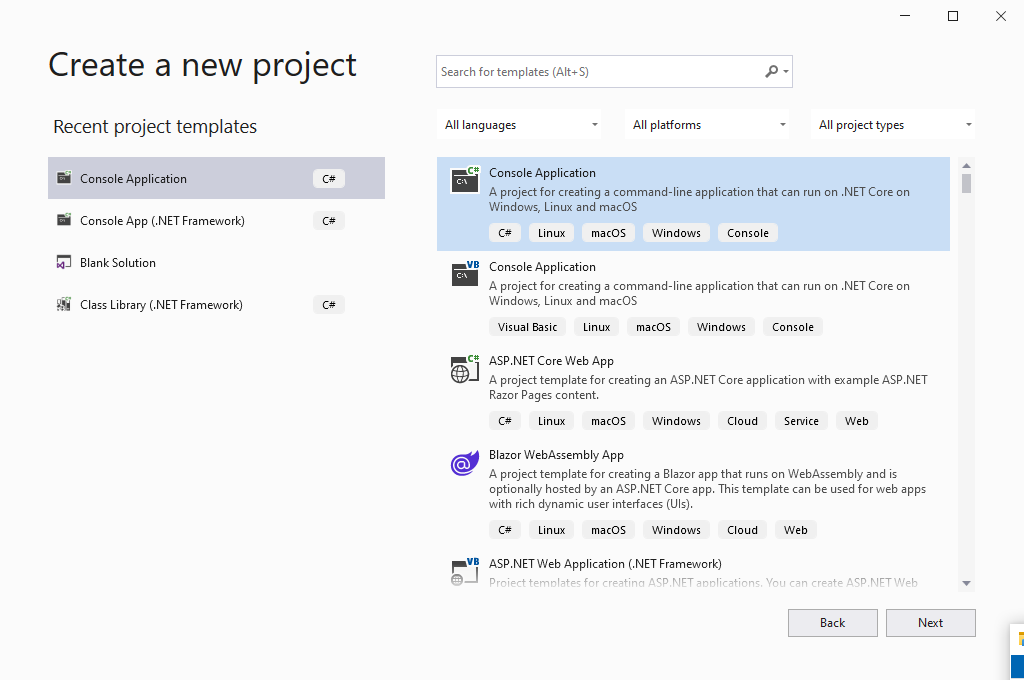 Create a new project
Search for templates (Alt+S)
Recent project templates
All languages
All platforms
All project types
Console Application
C#
Console App (.NET Framework)
C#
Blank Solution
Class Library (.NET Framework)
C#
C#
C:\
Console Application
A project for creating a command-line application that can run on .NET Core on
Windows, Linux and macOS
C# Linux macOS Windows Console
VB
C:\
Console Application
A project for creating a command-line application that can run on .NET Core on
Windows, Linux and macOS
Visual Basic Linux macOS Windows Console
C#
ASP.NET Core Web App
A project template for creating an ASP.NET Core application with example ASP.NET
Razor Pages content.
C# Linux macOS Windows Cloud Service Web
@
Blazor WebAssembly App
A project template for creating a Blazor app that runs on WebAssembly and is
optionally hosted by an ASP.NET Core app. This template can be used for web apps
with rich dynamic user interfaces (UIs).
C# Linux macOS Windows Cloud Web
VB
ASP.NET Web Application (.NET Framework)
Project templates for creating ASP.NET applications. You can create ASP.NET Web
Back
Next